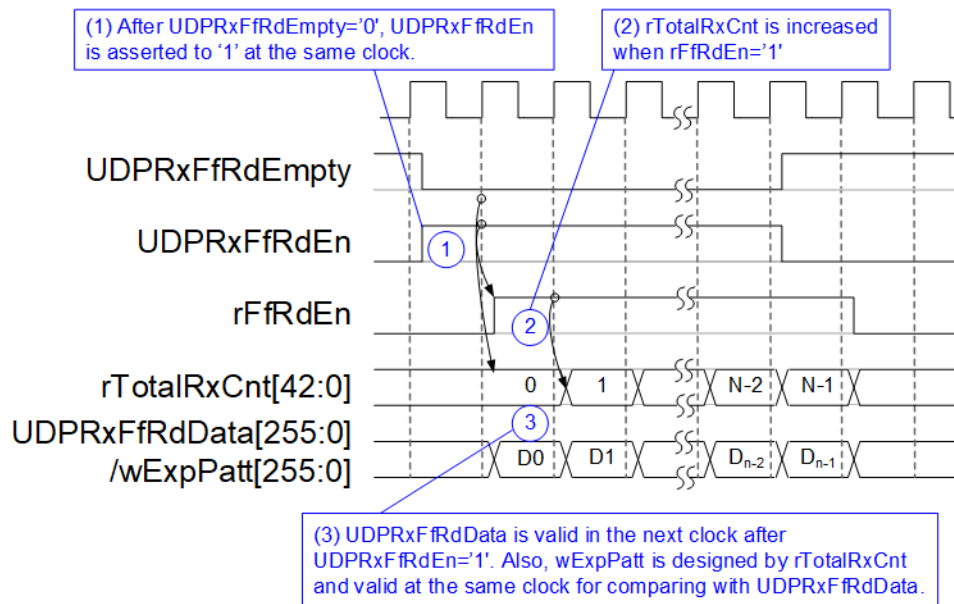 (1) After UDPRxFfRdEmpty='0', UDPRxFfRdEn
is asserted to ‘1’ at the same clock.
(2) rTotalRxCnt is increased
when rFfRdEn='1'
UDPRxFfRdEmpty
UDPRxFfRdEn
1
rFfRdEn
2
rTotalRxCnt[42:0]
0
1
N-2
N-1
3
UDPRxFfRdData[255:0]
/wExpPatt[255:0]
D0
D1
Dn-2
Dn-1
(3) UDPRxFfRdData is valid in the next clock after
UDPRxFfRdEn='1'. Also, wExpPatt is designed by rTotalRxCnt
and valid at the same clock for comparing with UDPRxFfRdData.